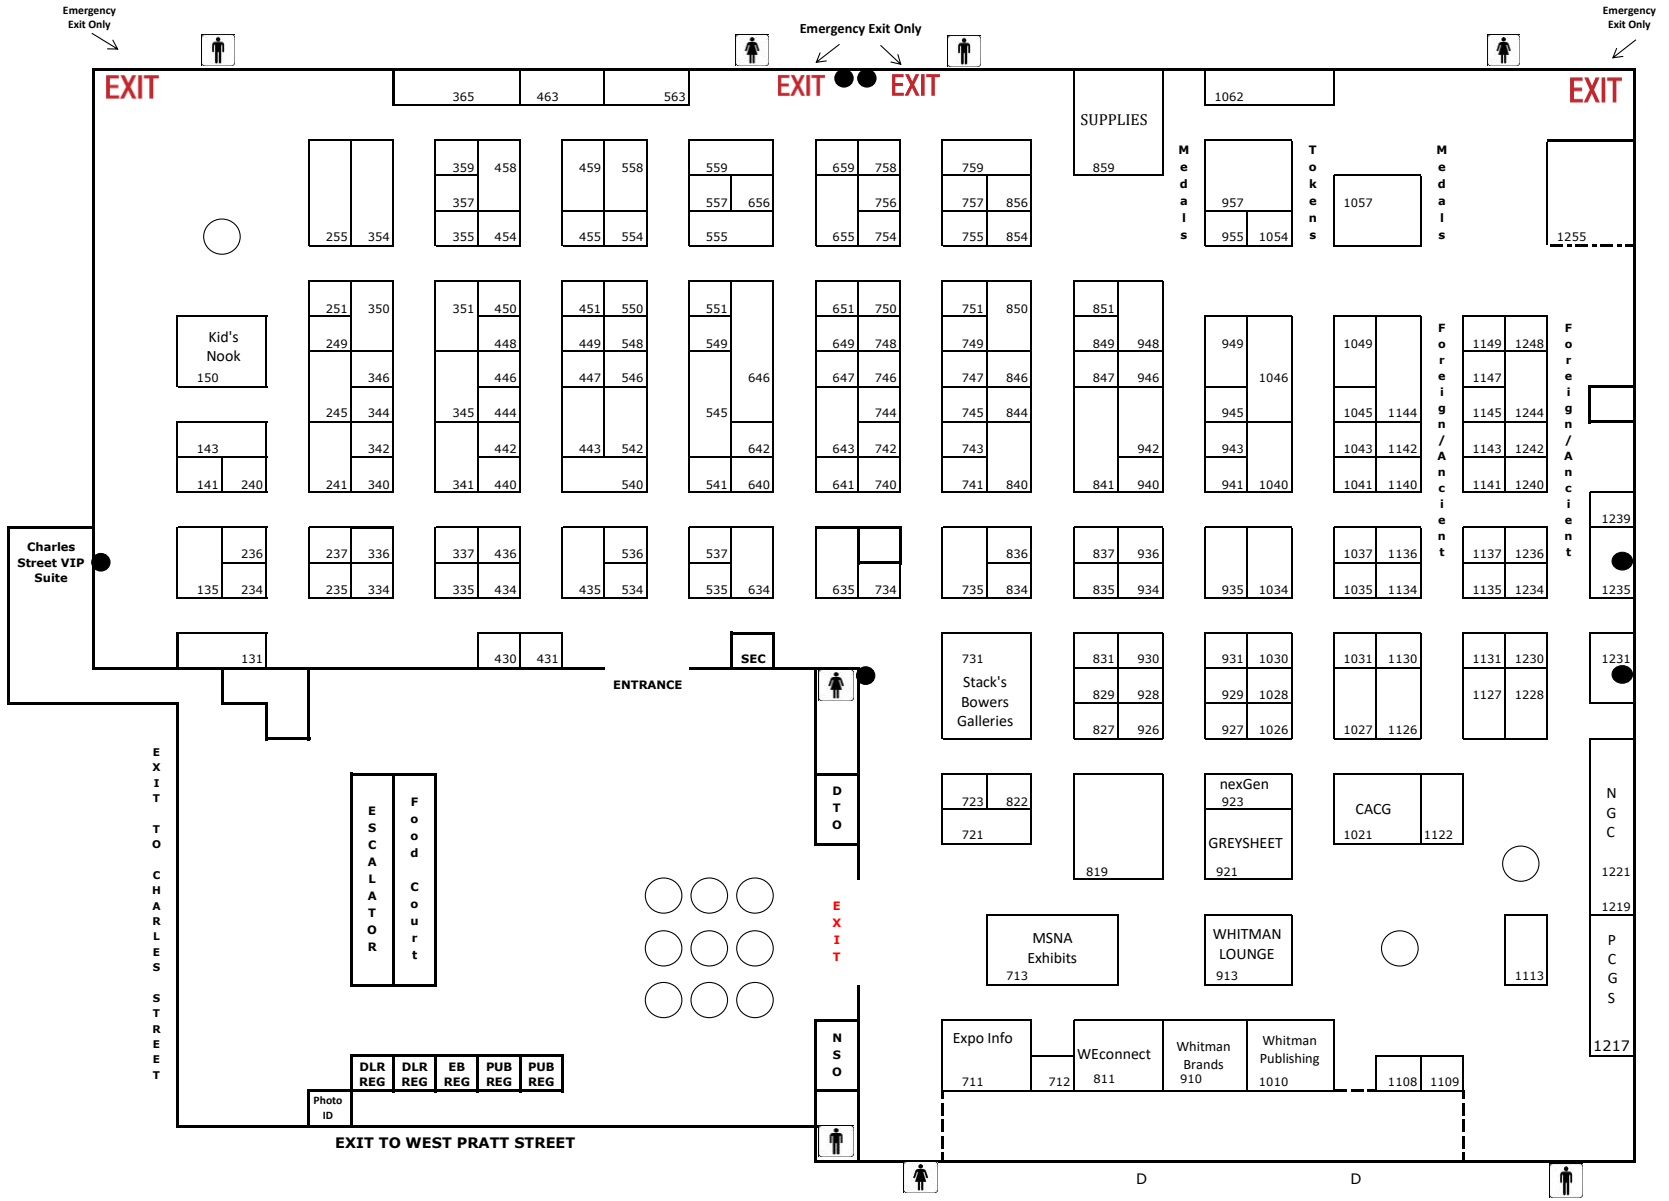 Emergency
Exit Only
Emergency Exit Only
Emergency
Exit Only
EXIT
EXIT
EXIT
EXIT
365 463 563
1062
SUPPLIES
859
Medals
Tokens
Medals
359 458 459 558 559 659 758 759
357 557 656 756 757 856 957 1057
255 354 355 454 455 554 555 655 754 755 854 955 1054 1255
251 350 351 450 451 550 551 651 750 751 850 851
Kid's
Nook
150
249 448 449 548 549 649 748 749 849 948 949 1049 1149 1248
346 446 447 546 646 647 746 747 846 847 946 1046 1147
245 344 345 444 545 744 745 844 945 1045 1144 1145 1244
143 342 442 443 542 642 643 742 743 942 943 1043 1142 1143 1242
141 240 241 340 341 440 540 541 640 641 740 741 840 841 940 941 1040 1041 1140 1141 1240
Foreign/Ancient
Foreign/Ancient
1239
Charles
Street VIP
Suite
236 237 336 337 436 536 537 836 837 936 1037 1136 1137 1236
135 234 235 334 335 434 435 534 535 634 635 734 735 834 835 934 935 1034 1035 1134 1135 1234 1235
131 430 431 SEC
ENTRANCE
731
Stack's
Bowers
Galleries
831 930 931 1030 1031 1130 1131 1230 1231
829 928 929 1028 1127 1228
827 926 927 1026 1027 1126
EXIT TO CHARLES STREET
ESCALATOR
Food Court
DTO
EXIT
NSO
723 822
721
819
nexGen
923
GREYSHEET
921
CACG
1021 1122
NGC
1221
1219
MSNA
Exhibits
713
WHITMAN
LOUNGE
913
1113
PCGS
1217
Expo Info
711
712
WEconnect
811
Whitman
Brands
910
Whitman
Publishing
1010
1108 1109
DLR
REG
DLR
REG
EB
REG
PUB
REG
PUB
REG
Photo
ID
EXIT TO WEST PRATT STREET
D D